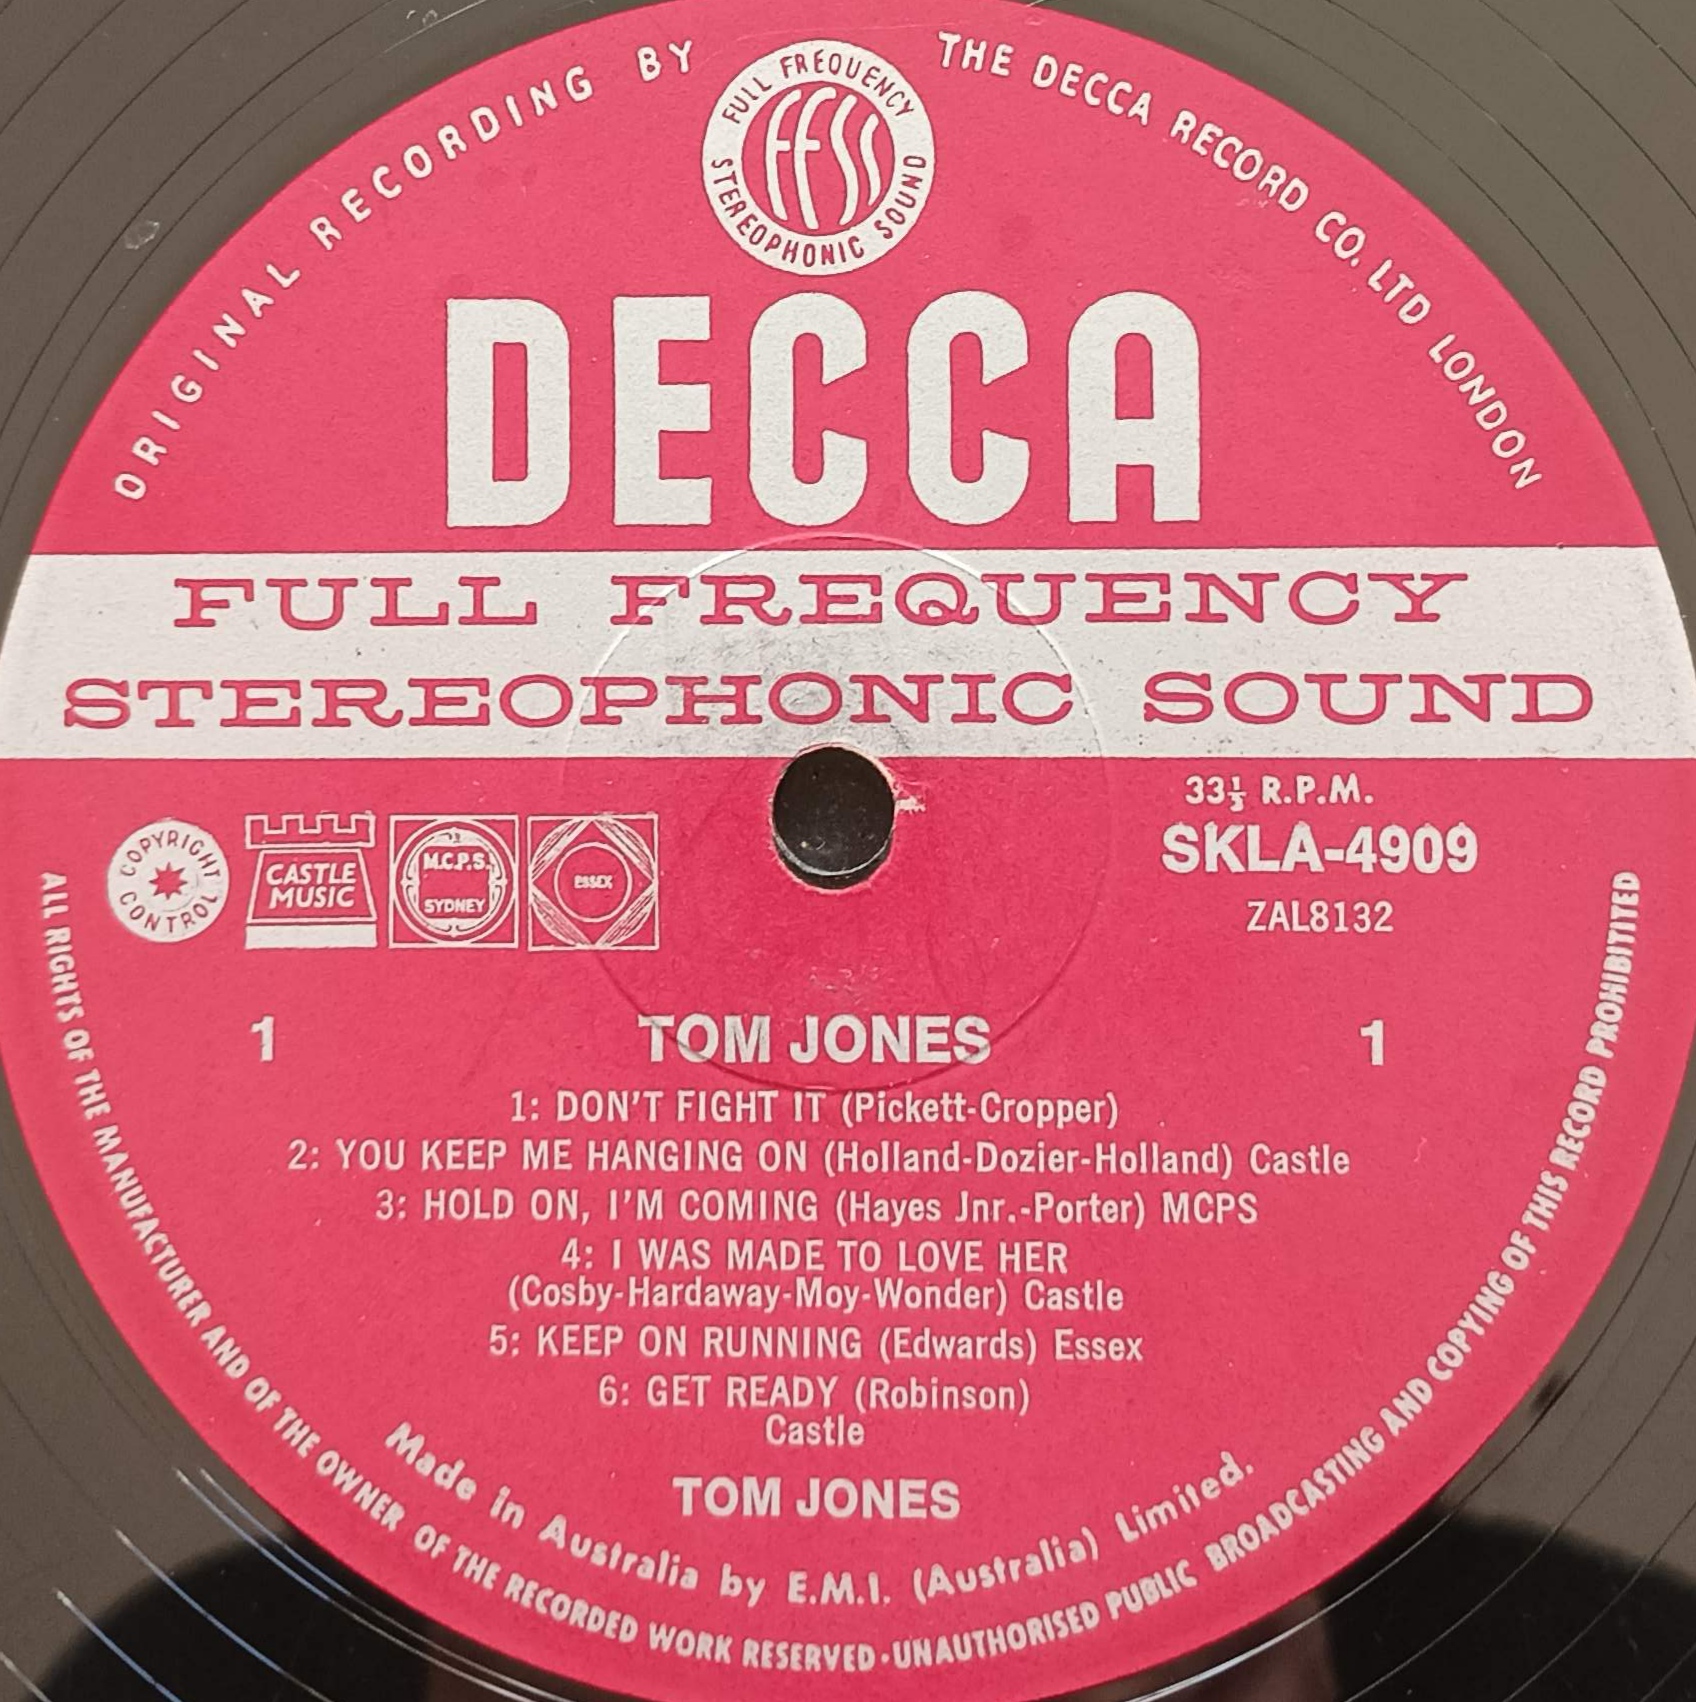 ORIGINAL RECORDING BY THE DECCA RECORD CO. LTD LONDON
FULL FREQUENCY
FFSS
STEREOPHONIC SOUND
DECCA
FULL FREQUENCY
STEREOPHONIC SOUND
33⅓ R.P.M.
SKLA-4909
ZAL8132
COPYRIGHT CONTROL
CASTLE
MUSIC
M.C.P.S.
SYDNEY
ESSEX
1 TOM JONES 1
1: DON'T FIGHT IT (Pickett-Cropper)
2: YOU KEEP ME HANGING ON (Holland-Dozier-Holland) Castle
3: HOLD ON, I'M COMING (Hayes Jnr.-Porter) MCPS
4: I WAS MADE TO LOVE HER
(Cosby-Hardaway-Moy-Wonder) Castle
5: KEEP ON RUNNING (Edwards) Essex
6: GET READY (Robinson)
Castle
TOM JONES
Made in Australia by E.M.I. (Australia) Limited.
ALL RIGHTS OF THE MANUFACTURER AND OF THE OWNER OF THE RECORDED WORK RESERVED·UNAUTHORISED PUBLIC BROADCASTING AND COPYING OF THIS RECORD PROHIBITED